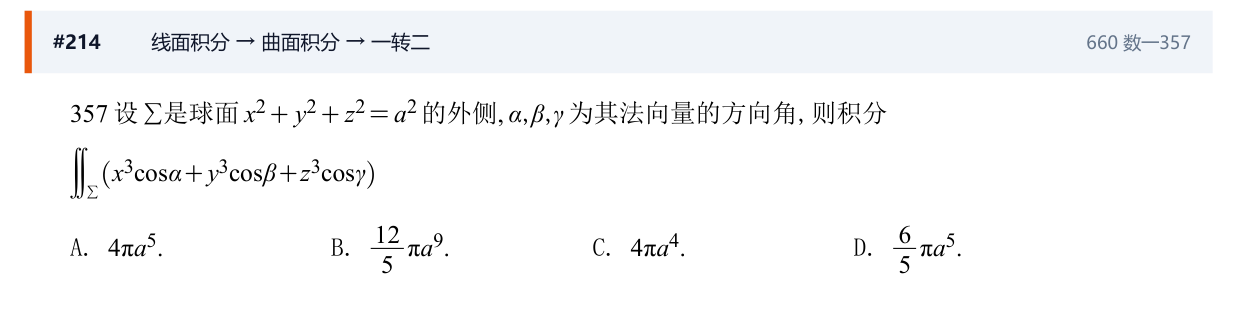 #214 线面积分 → 曲面积分 → 一转二 660 数一357
357 设∑是球面 x² + y² + z² = a² 的外侧, α,β,γ 为其法向量的方向角, 则积分
∬_∑ (x³cosα+y³cosβ+z³cosγ)
A. 4πa⁵. B. 12/5 πa⁹. C. 4πa⁴. D. 6/5 πa⁵.